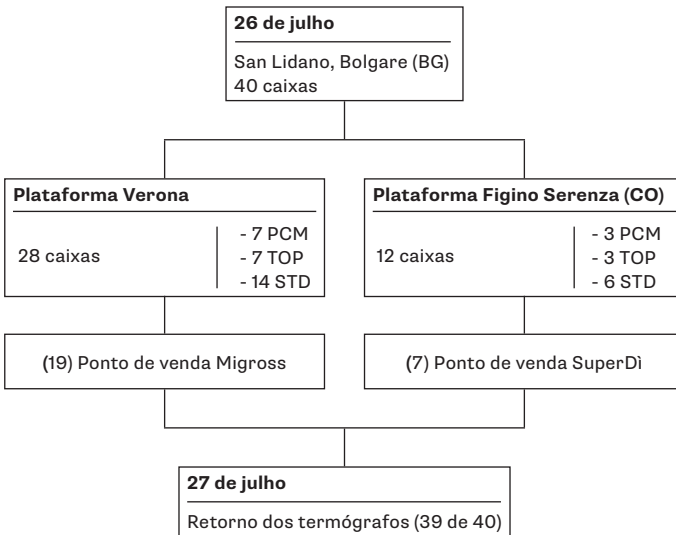 26 de julho
San Lidano, Bolgare (BG)
40 caixas
Plataforma Verona
28 caixas
- 7 PCM
- 7 TOP
- 14 STD
Plataforma Figino Serenza (CO)
12 caixas
- 3 PCM
- 3 TOP
- 6 STD
(19) Ponto de venda Migross
(7) Ponto de venda SuperDì
27 de julho
Retorno dos termógrafos (39 de 40)